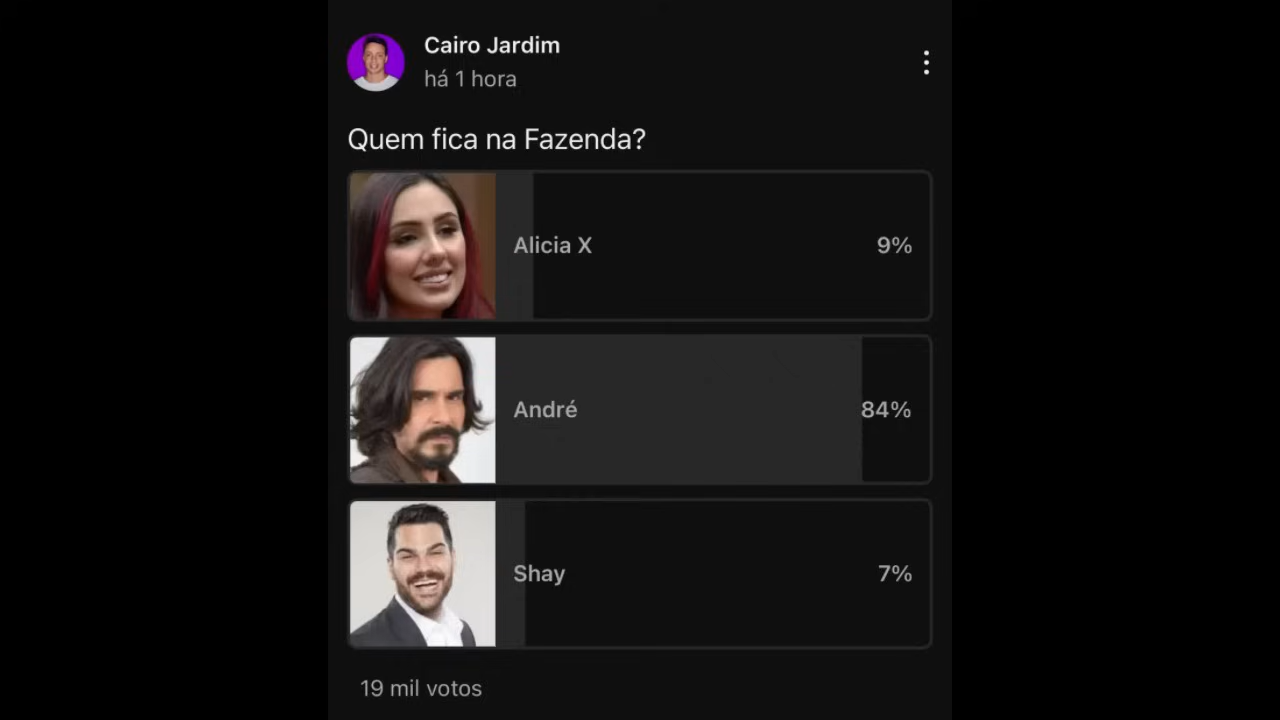 Cairo Jardim
há 1 hora
Quem fica na Fazenda?
Alicia X 9%
André 84%
Shay 7%
19 mil votos